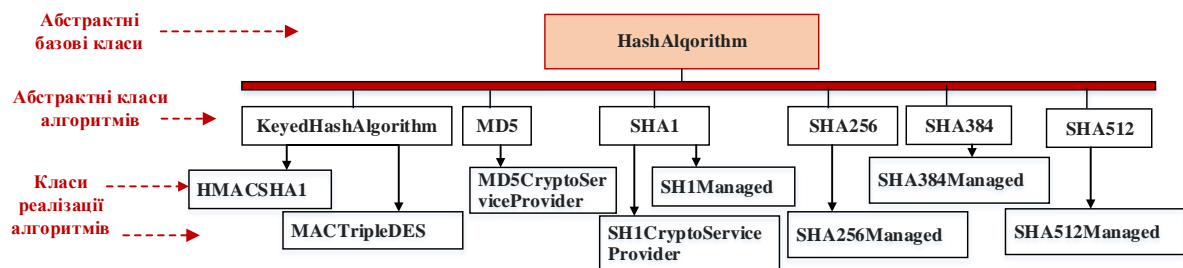 Абстрактні
базові класи
HashAlqorithm
Абстрактні класи
алгоритмів
KeyedHashAlgorithm
MD5
SHA1
SHA256
SHA384
SHA512
Класи
реалізації
алгоритмів
HMACSHA1
MACTripleDES
MD5CryptoSer
viceProvider
SH1Managed
SH1CryptoService
Provider
SHA256Managed
SHA384Managed
SHA512Managed